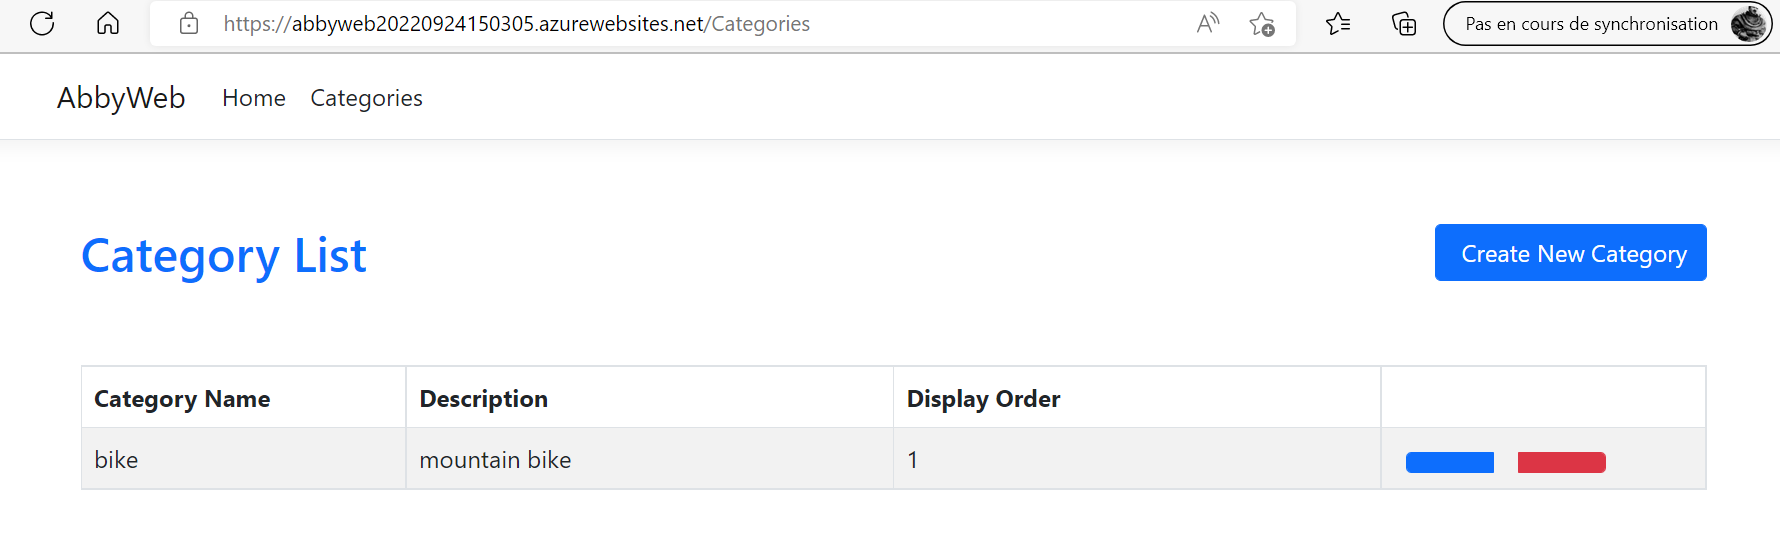 https://abbyweb20220924150305.azurewebsites.net/Categories
Pas en cours de synchronisation
AbbyWeb Home Categories
Category List
Create New Category
Category Name Description Display Order
bike mountain bike 1